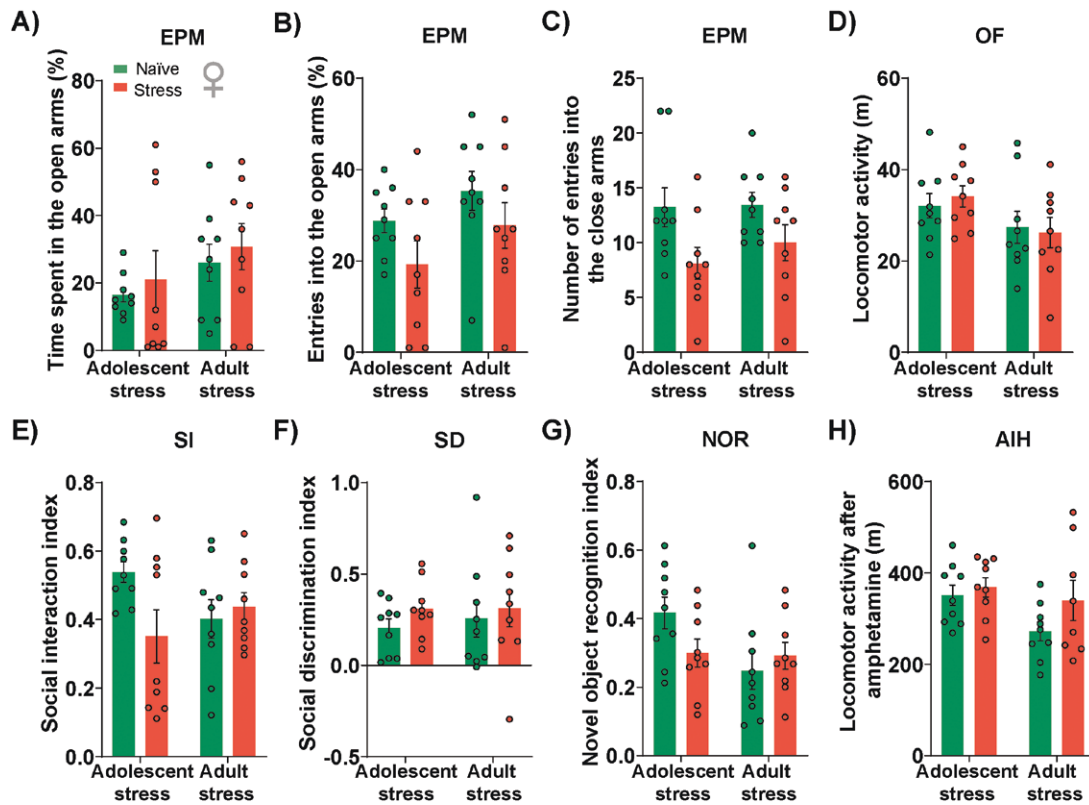 A)
EPM
Time spent in the open arms (%)
80
60
40
20
0
Naïve
Stress
Adolescent
stress
Adult
stress
B)
EPM
Entries into the open arms (%)
60
40
20
0
Adolescent
stress
Adult
stress
C)
EPM
Number of entries into
the close arms
25
20
15
10
5
0
Adolescent
stress
Adult
stress
D)
OF
Locomotor activity (m)
60
40
20
0
Adolescent
stress
Adult
stress
E)
SI
Social interaction index
0.8
0.6
0.4
0.2
0.0
Adolescent
stress
Adult
stress
F)
SD
Social discrimination index
1.0
0.5
0.0
-0.5
Adolescent
stress
Adult
stress
G)
NOR
Novel object recognition index
0.8
0.6
0.4
0.2
0.0
Adolescent
stress
Adult
stress
H)
AIH
Locomotor activity after
amphetamine (m)
600
400
200
0
Adolescent
stress
Adult
stress